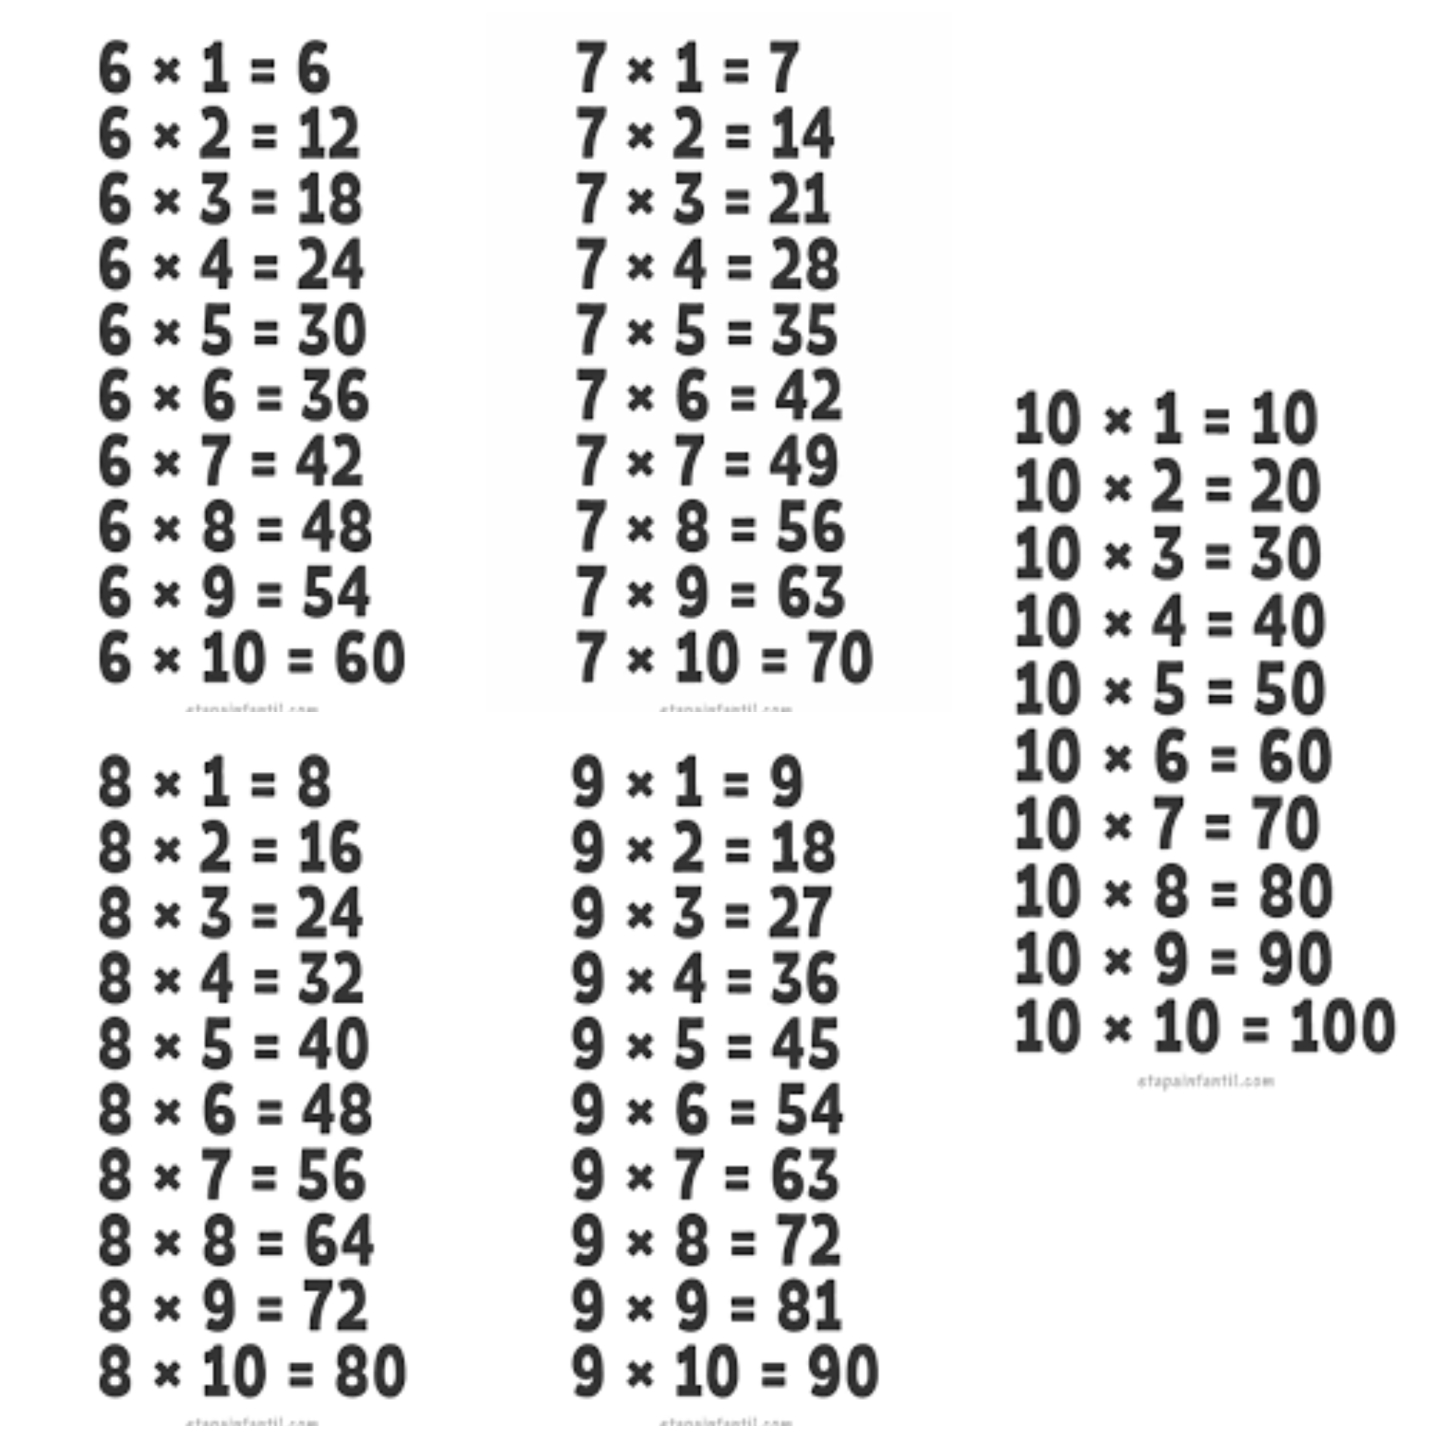 6 × 1 = 6
6 × 2 = 12
6 × 3 = 18
6 × 4 = 24
6 × 5 = 30
6 × 6 = 36
6 × 7 = 42
6 × 8 = 48
6 × 9 = 54
6 × 10 = 60
etapainfantil.com
7 × 1 = 7
7 × 2 = 14
7 × 3 = 21
7 × 4 = 28
7 × 5 = 35
7 × 6 = 42
7 × 7 = 49
7 × 8 = 56
7 × 9 = 63
7 × 10 = 70
etapainfantil.com
8 × 1 = 8
8 × 2 = 16
8 × 3 = 24
8 × 4 = 32
8 × 5 = 40
8 × 6 = 48
8 × 7 = 56
8 × 8 = 64
8 × 9 = 72
8 × 10 = 80
etapainfantil.com
9 × 1 = 9
9 × 2 = 18
9 × 3 = 27
9 × 4 = 36
9 × 5 = 45
9 × 6 = 54
9 × 7 = 63
9 × 8 = 72
9 × 9 = 81
9 × 10 = 90
etapainfantil.com
10 × 1 = 10
10 × 2 = 20
10 × 3 = 30
10 × 4 = 40
10 × 5 = 50
10 × 6 = 60
10 × 7 = 70
10 × 8 = 80
10 × 9 = 90
10 × 10 = 100
etapainfantil.com